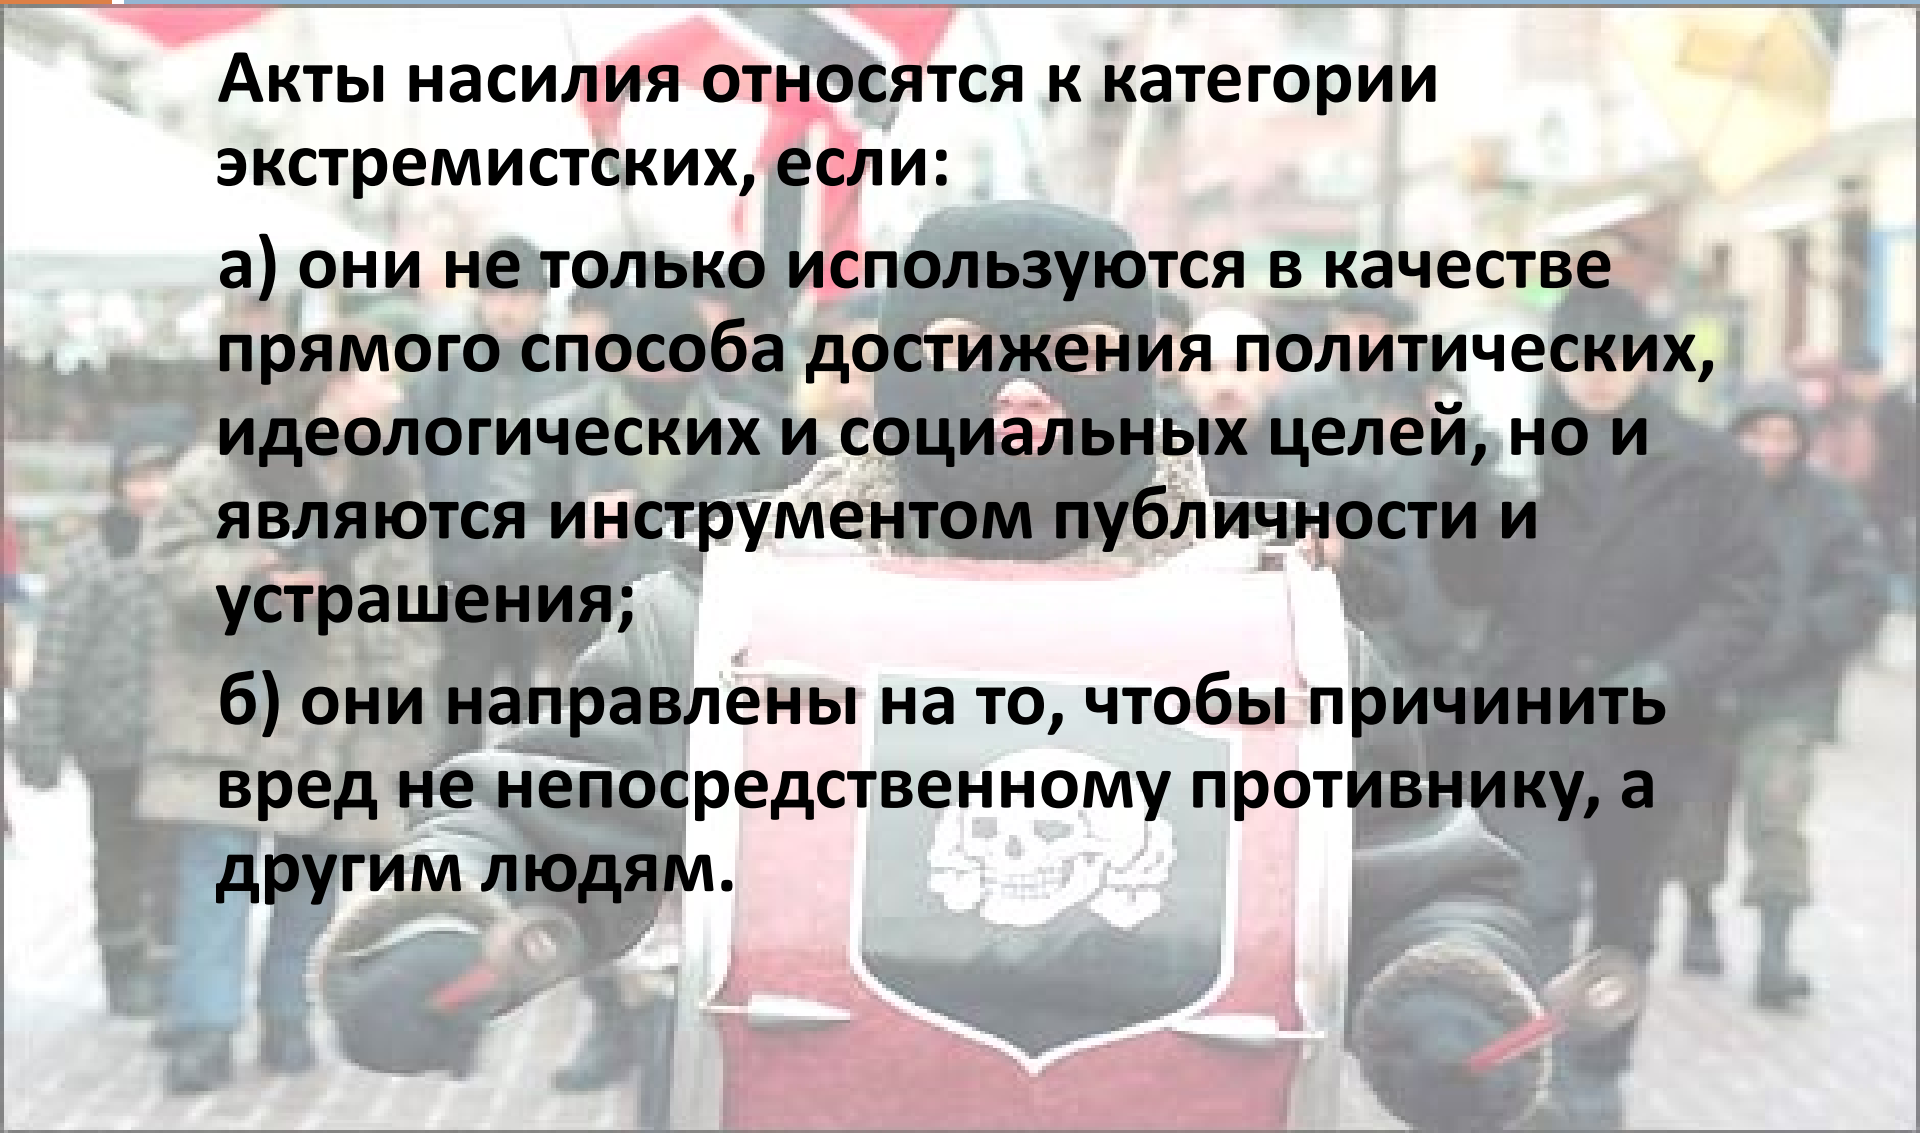 Акты насилия относятся к категории
экстремистских, если:
а) они не только используются в качестве
прямого способа достижения политических,
идеологических и социальных целей, но и
являются инструментом публичности и
устрашения;
б) они направлены на то, чтобы причинить
вред не непосредственному противнику, а
другим людям.